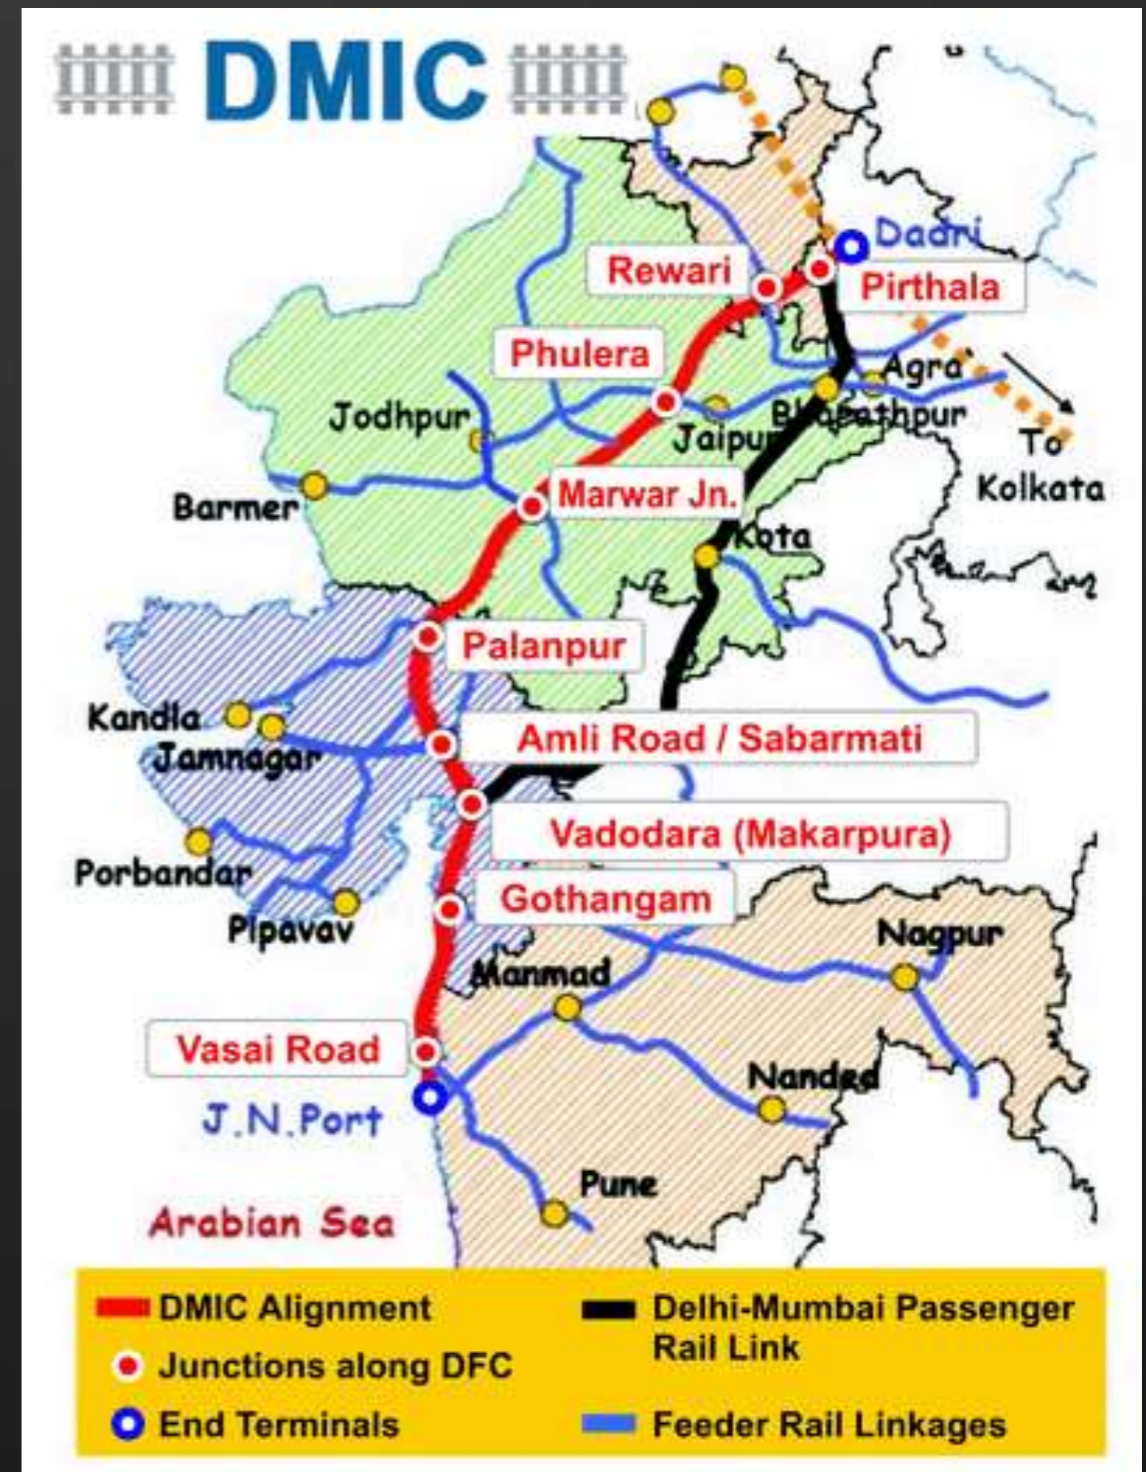 DMIC
Dadri
Rewari
Pirthala
Phulera
Agra
Jodhpur
Bharathpur
Jaipur
To
Kolkata
Marwar Jn.
Barmer
Kota
Palanpur
Kandla
Amli Road / Sabarmati
Jamnagar
Vadodara (Makarpura)
Porbandar
Gothangam
Pipavav
Nagpur
Manmad
Vasai Road
Nanded
J.N.Port
Pune
Arabian Sea
DMIC Alignment
Delhi-Mumbai Passenger
Rail Link
Junctions along DFC
End Terminals
Feeder Rail Linkages